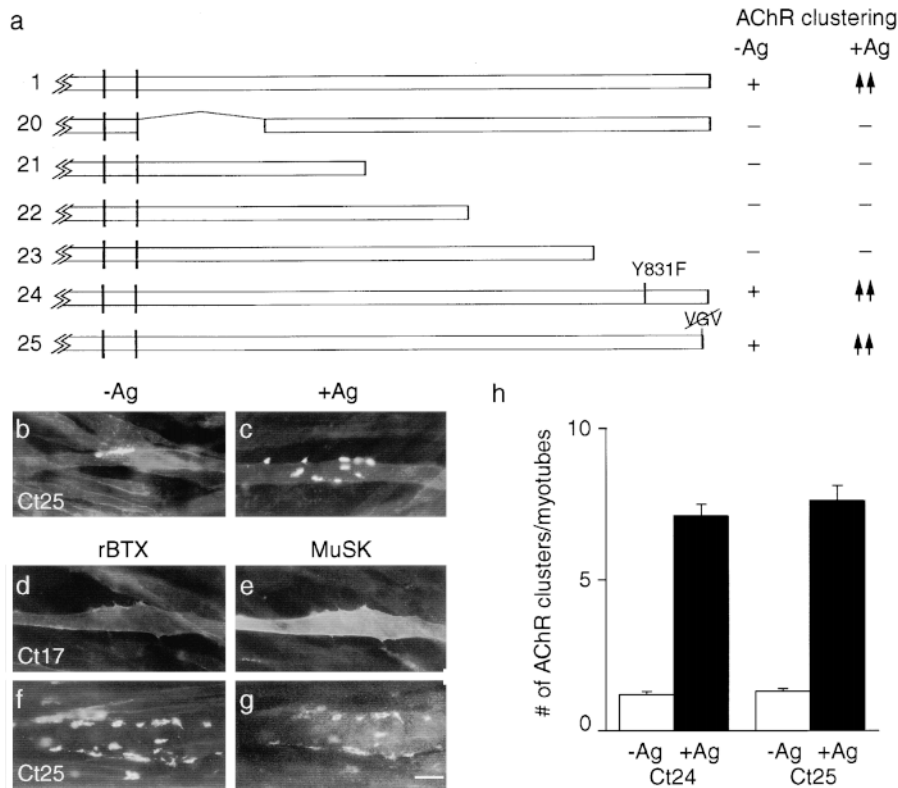 a
AChR clustering
-Ag +Ag
1 +
20 – –
21 – –
22 – –
23 – –
Y831F
24 +
VGV
25 +
-Ag +Ag
b c
Ct25
rBTX MuSK
d e
Ct17
f g
Ct25
h
# of AChR clusters/myotubes
10
5
0
-Ag +Ag -Ag +Ag
Ct24 Ct25